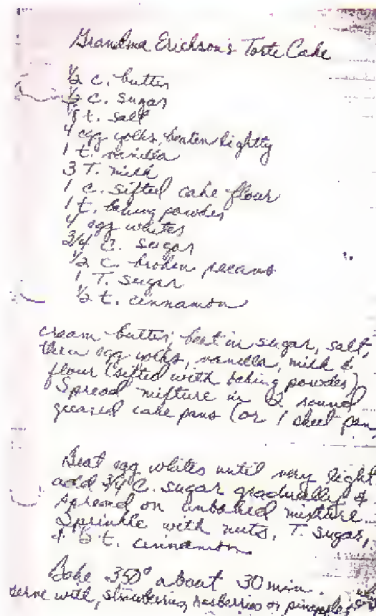 Grandma Erickson's Torte Cake
1/2 c. butter
1/2 c. sugar
1/8 t. salt
4 egg yolks, beaten lightly
1 t. vanilla
3 T. milk
1 c. sifted cake flour
1 t. baking powder
4 egg whites
3/4 c. sugar
1/2 c. broken pecans
1 T. sugar
1/2 t. cinnamon
cream butter, beat in sugar, salt,
then egg yolks, vanilla, milk &
flour (sifted with baking powder)
Spread mixture in 2 round
greased cake pans (or 1 sheet pan
Beat egg whites until very light
add 3/4 c. sugar gradually &
spread on unbaked mixture.
Sprinkle with nuts, T. sugar,
& 1/2 t. cinnamon
Bake 350° about 30 min.
serve with, strawberries, rasberries or pineapple